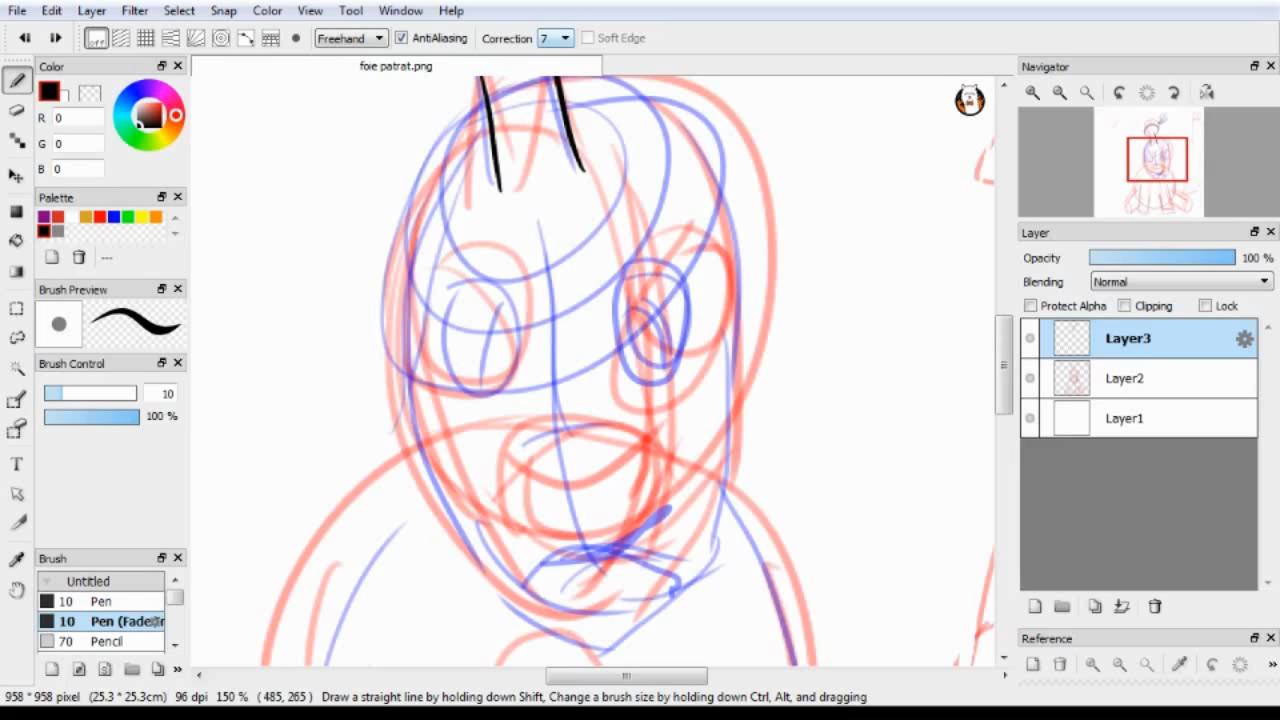 File Edit Layer Filter Select Snap Color View Tool Window Help
off Freehand AntiAliasing Correction 7 Soft Edge
Color
foie patrat.png
Navigator
R 0
G 0
B 0
Palette
---
Layer
Opacity 100 %
Blending Normal
Brush Preview
Protect Alpha Clipping Lock
Layer3
Brush Control
Layer2
10
100 %
Layer1
Brush
Untitled
10 Pen
10 Pen (Fade
70 Pencil
Reference
958 * 958 pixel (25.3 * 25.3cm) 96 dpi 150 % ( 485, 265 ) Draw a straight line by holding down Shift, Change a brush size by holding down Ctrl, Alt, and dragging